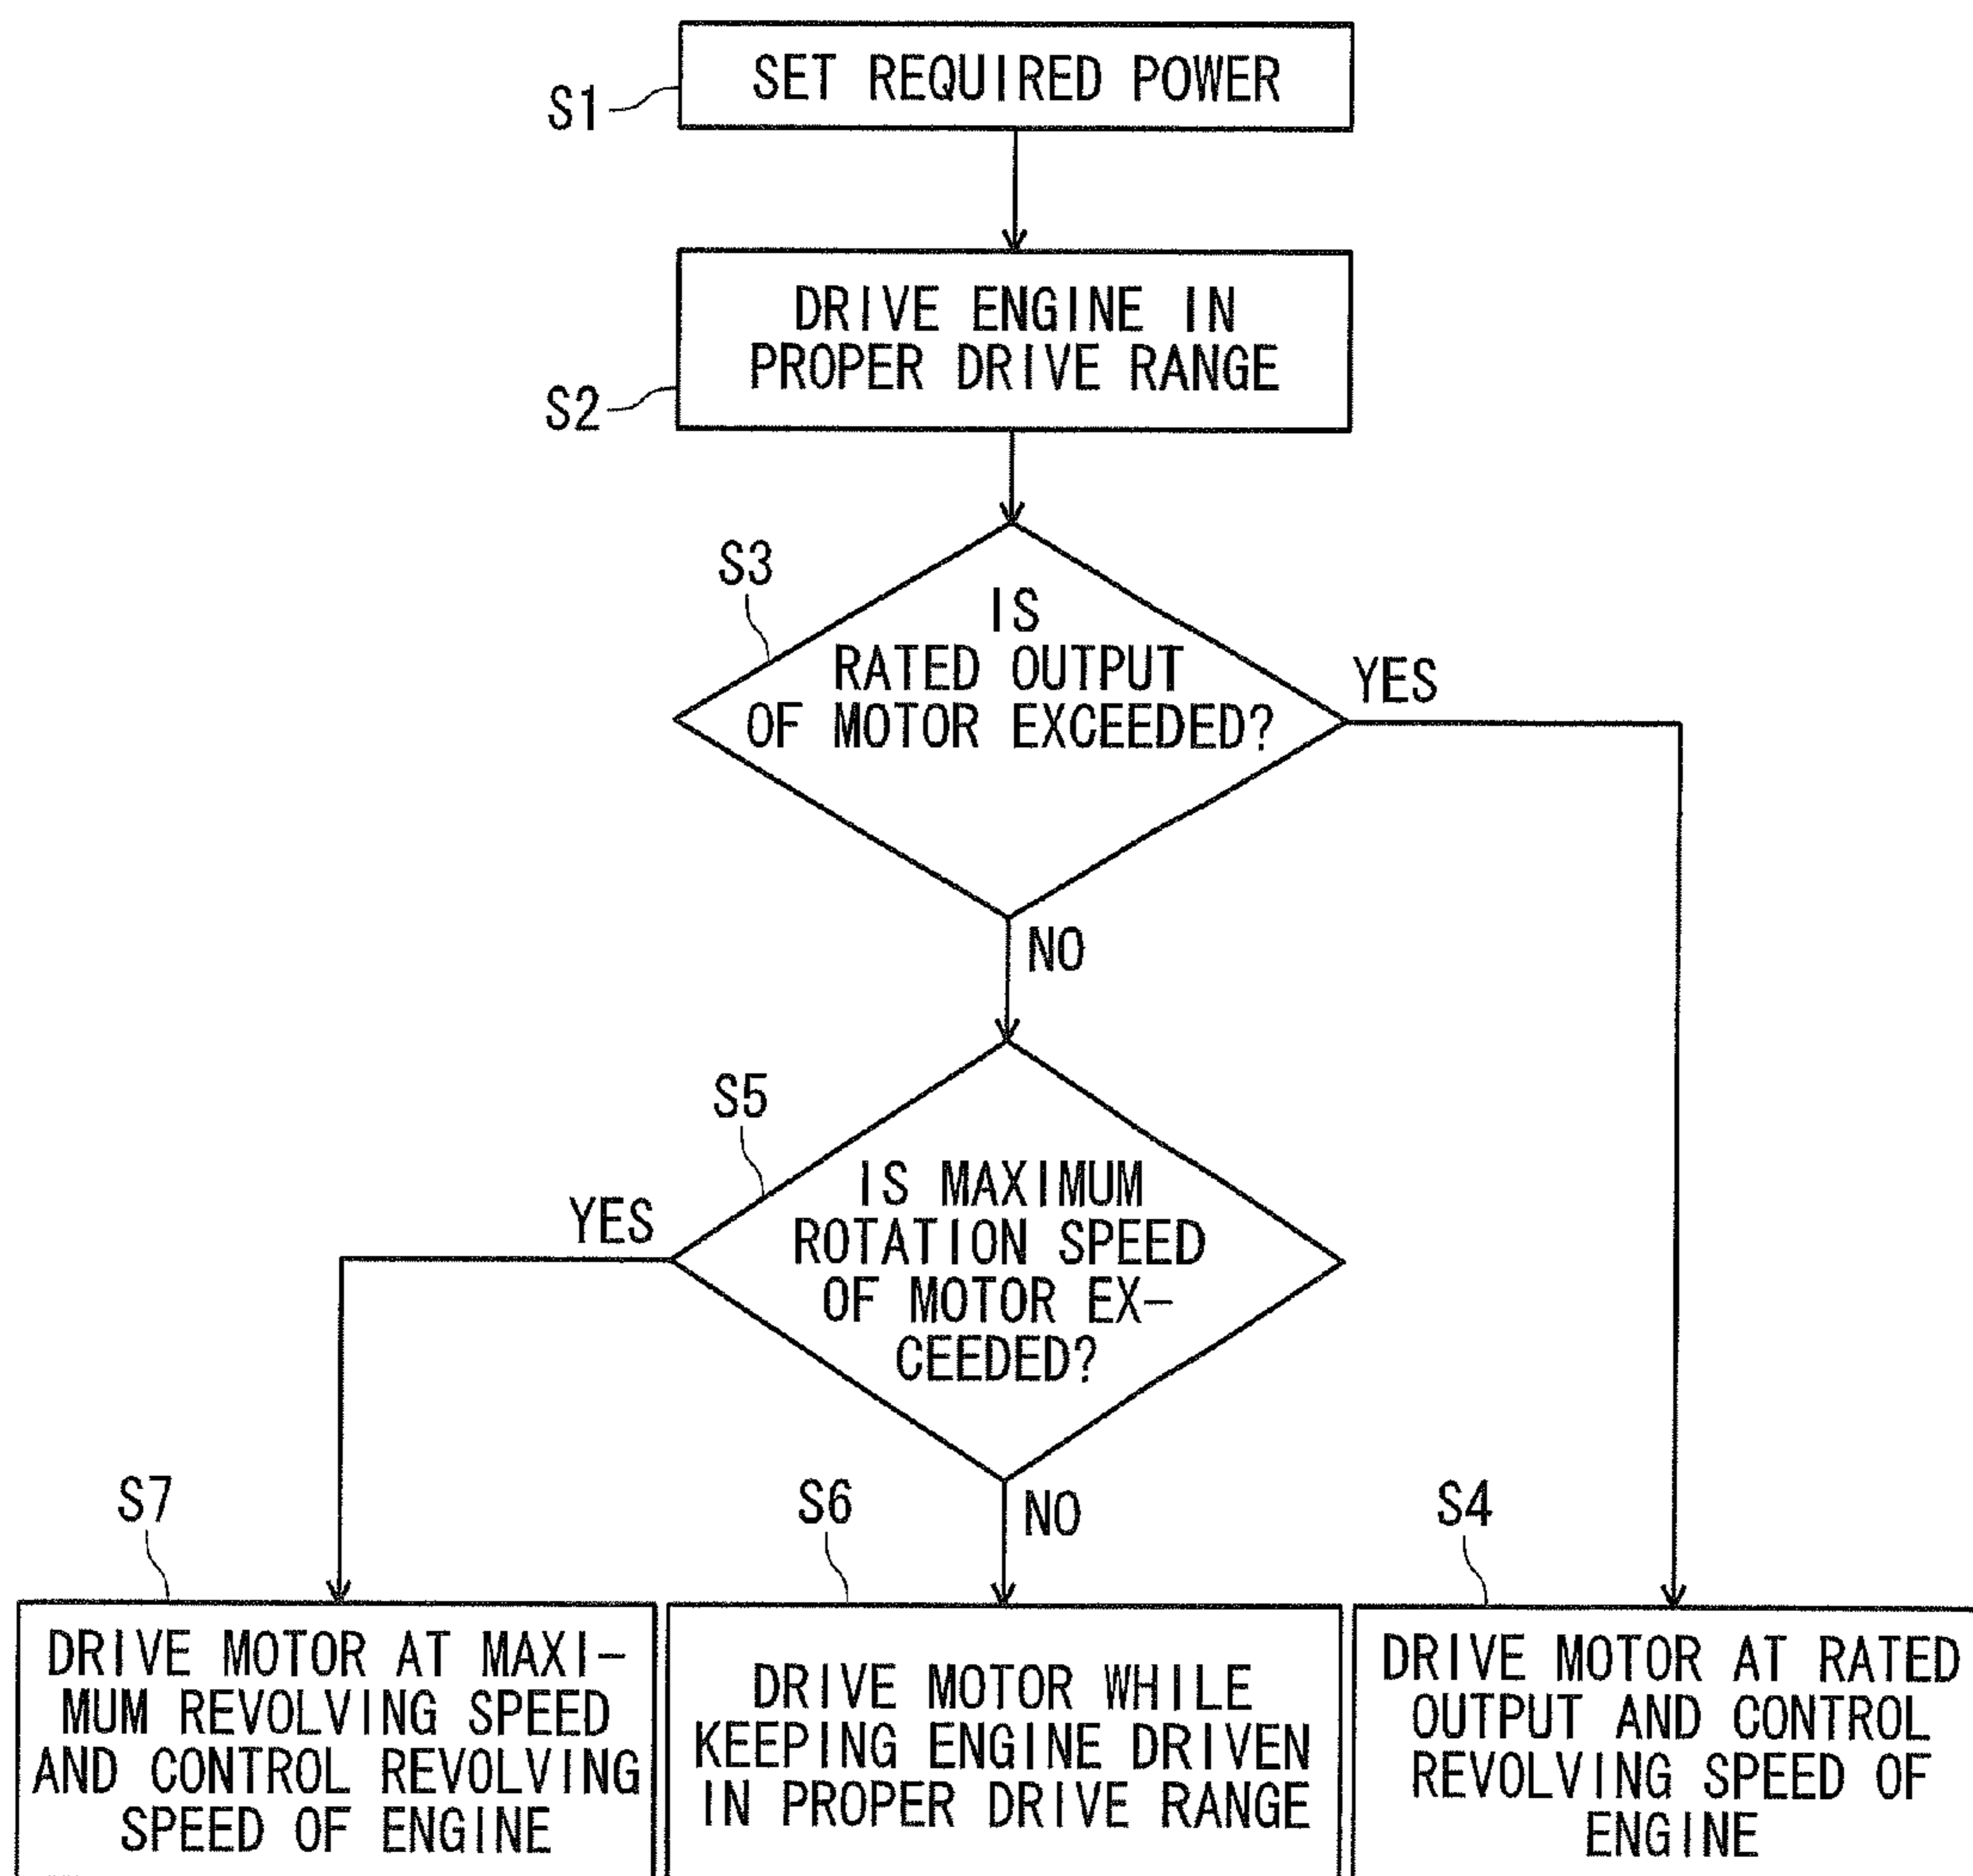 S1
SET REQUIRED POWER
S2
DRIVE ENGINE IN
PROPER DRIVE RANGE
S3
IS
RATED OUTPUT
OF MOTOR EXCEEDED?
YES
NO
S5
IS MAXIMUM
ROTATION SPEED
OF MOTOR EX-
CEEDED?
YES
NO
S7
DRIVE MOTOR AT MAXI-
MUM REVOLVING SPEED
AND CONTROL REVOLVING
SPEED OF ENGINE
S6
DRIVE MOTOR WHILE
KEEPING ENGINE DRIVEN
IN PROPER DRIVE RANGE
S4
DRIVE MOTOR AT RATED
OUTPUT AND CONTROL
REVOLVING SPEED OF
ENGINE